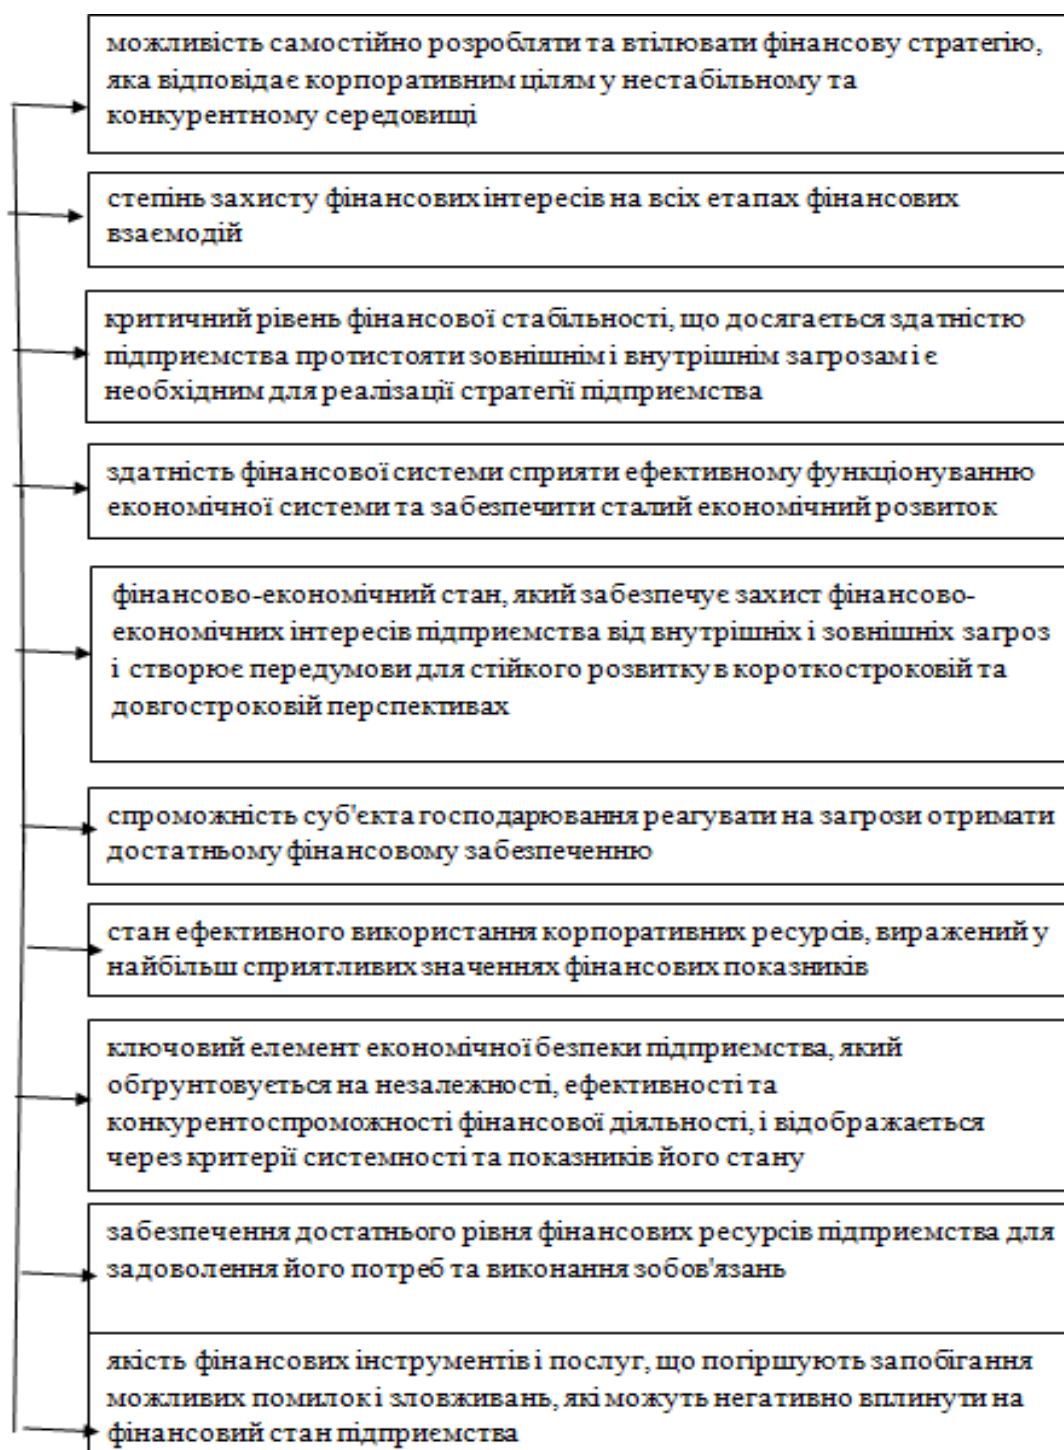 можливість самостійно розробляти та втілювати фінансову стратегію,
яка відповідає корпоративним цілям у нестабільному та
конкурентному середовищі
степінь захисту фінансових інтересів на всіх етапах фінансових
взаємодій
критичний рівень фінансової стабільності, що досягається здатністю
підприємства протистояти зовнішнім і внутрішнім загрозам і є
необхідним для реалізації стратегії підприємства
здатність фінансової системи сприяти ефективному функціонуванню
економічної системи та забезпечити сталий економічний розвиток
фінансово-економічний стан, який забезпечує захист фінансово-
економічних інтересів підприємства від внутрішніх і зовнішніх загроз
і створює передумови для стійкого розвитку в короткостроковій та
довгостроковій перспективах
спроможність суб'єкта господарювання реагувати на загрози отримати
достатньому фінансовому забезпеченню
стан ефективного використання корпоративних ресурсів, виражений у
найбільш сприятливих значеннях фінансових показників
ключовий елемент економічної безпеки підприємства, який
обґрунтовується на незалежності, ефективності та
конкурентоспроможності фінансової діяльності, і відображається
через критерії системності та показників його стану
забезпечення достатнього рівня фінансових ресурсів підприємства для
задоволення його потреб та виконання зобов'язань
якість фінансових інструментів і послуг, що погіршують запобігання
можливих помилок і зловживань, які можуть негативно вплинути на
фінансовий стан підприємства